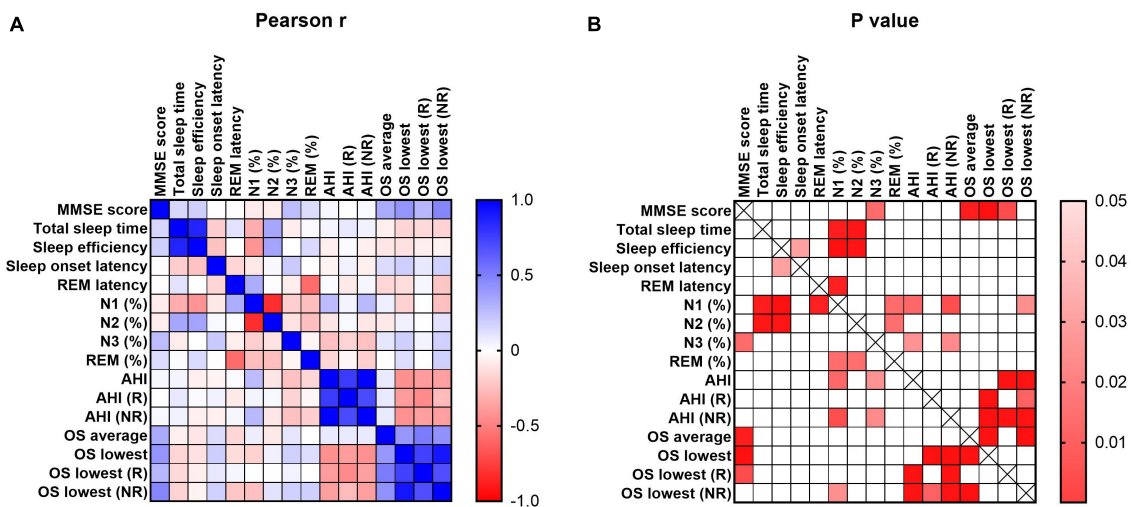 A
Pearson r
MMSE score
Total sleep time
Sleep efficiency
Sleep onset latency
REM latency
N1 (%)
N2 (%)
N3 (%)
REM (%)
AHI
AHI (R)
AHI (NR)
OS average
OS lowest
OS lowest (R)
OS lowest (NR)
MMSE score
Total sleep time
Sleep efficiency
Sleep onset latency
REM latency
N1 (%)
N2 (%)
N3 (%)
REM (%)
AHI
AHI (R)
AHI (NR)
OS average
OS lowest
OS lowest (R)
OS lowest (NR)
1.0
0.5
0
-0.5
-1.0
B
P value
MMSE score
Total sleep time
Sleep efficiency
Sleep onset latency
REM latency
N1 (%)
N2 (%)
N3 (%)
REM (%)
AHI
AHI (R)
AHI (NR)
OS average
OS lowest
OS lowest (R)
OS lowest (NR)
MMSE score
Total sleep time
Sleep efficiency
Sleep onset latency
REM latency
N1 (%)
N2 (%)
N3 (%)
REM (%)
AHI
AHI (R)
AHI (NR)
OS average
OS lowest
OS lowest (R)
OS lowest (NR)
0.05
0.04
0.03
0.02
0.01